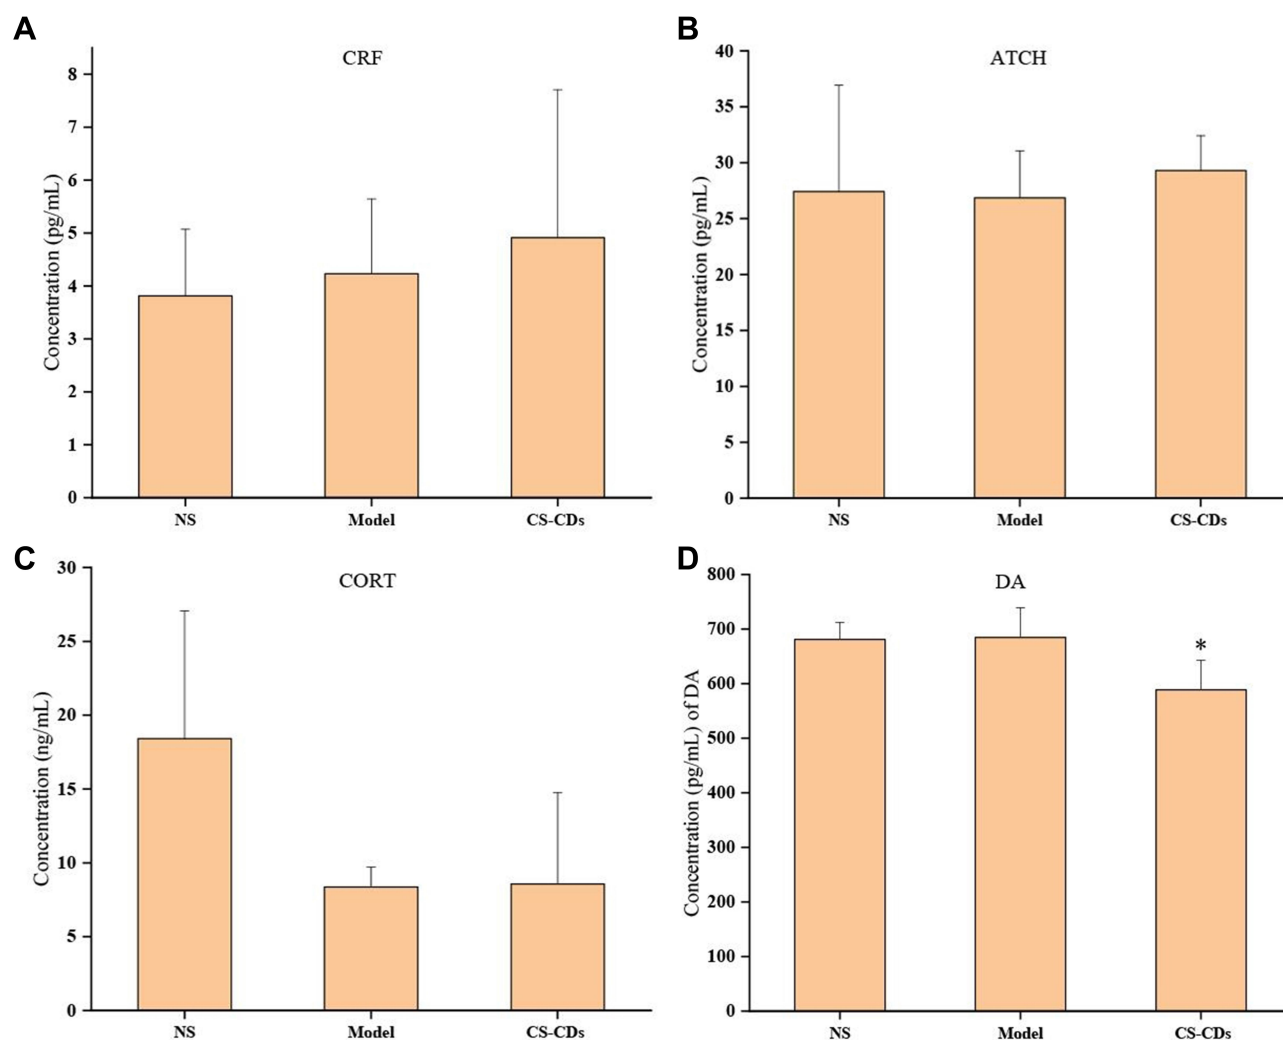 A
CRF
Concentration (pg/mL)
8
7
6
5
4
3
2
1
0
NS Model CS-CDs
B
ATCH
Concentration (pg/mL)
40
35
30
25
20
15
10
5
0
NS Model CS-CDs
C
CORT
Concentration (ng/mL)
30
25
20
15
10
5
0
NS Model CS-CDs
D
DA
Concentration (pg/mL) of DA
800
700
600
500
400
300
200
100
0
*
NS Model CS-CDs